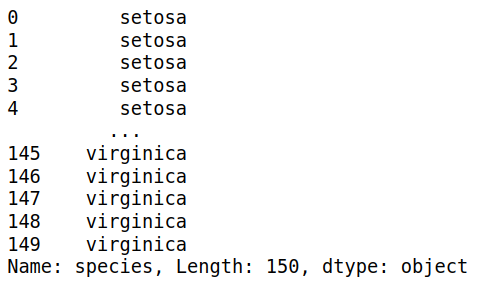 0         setosa
1         setosa
2         setosa
3         setosa
4         setosa
         ...
145    virginica
146    virginica
147    virginica
148    virginica
149    virginica
Name: species, Length: 150, dtype: object